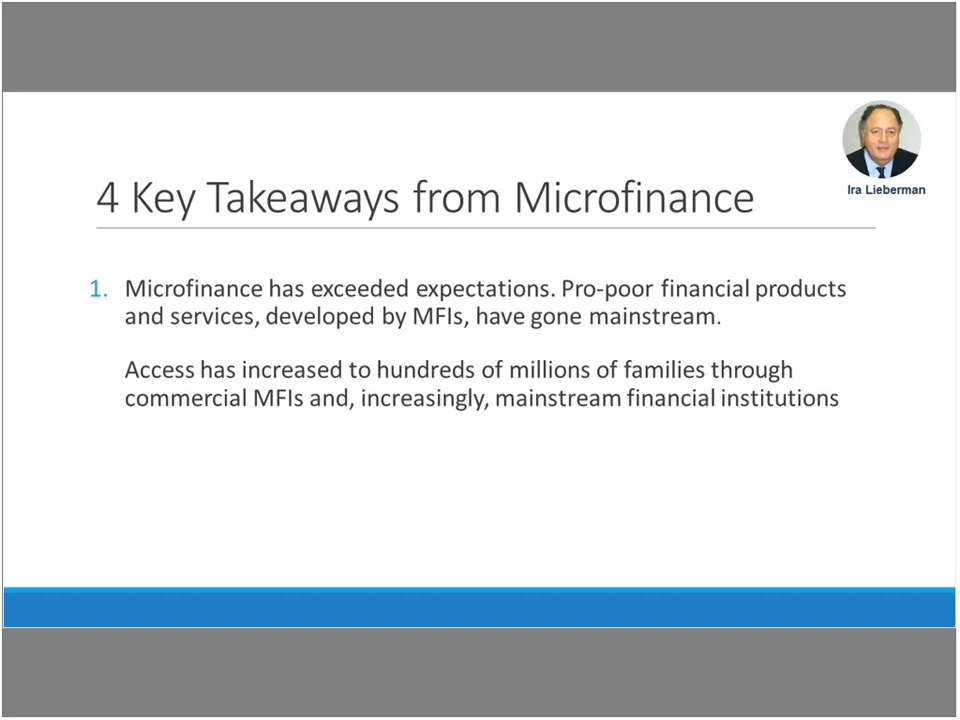 Ira Lieberman
4 Key Takeaways from Microfinance
1. Microfinance has exceeded expectations. Pro-poor financial products
and services, developed by MFIs, have gone mainstream.
Access has increased to hundreds of millions of families through
commercial MFIs and, increasingly, mainstream financial institutions